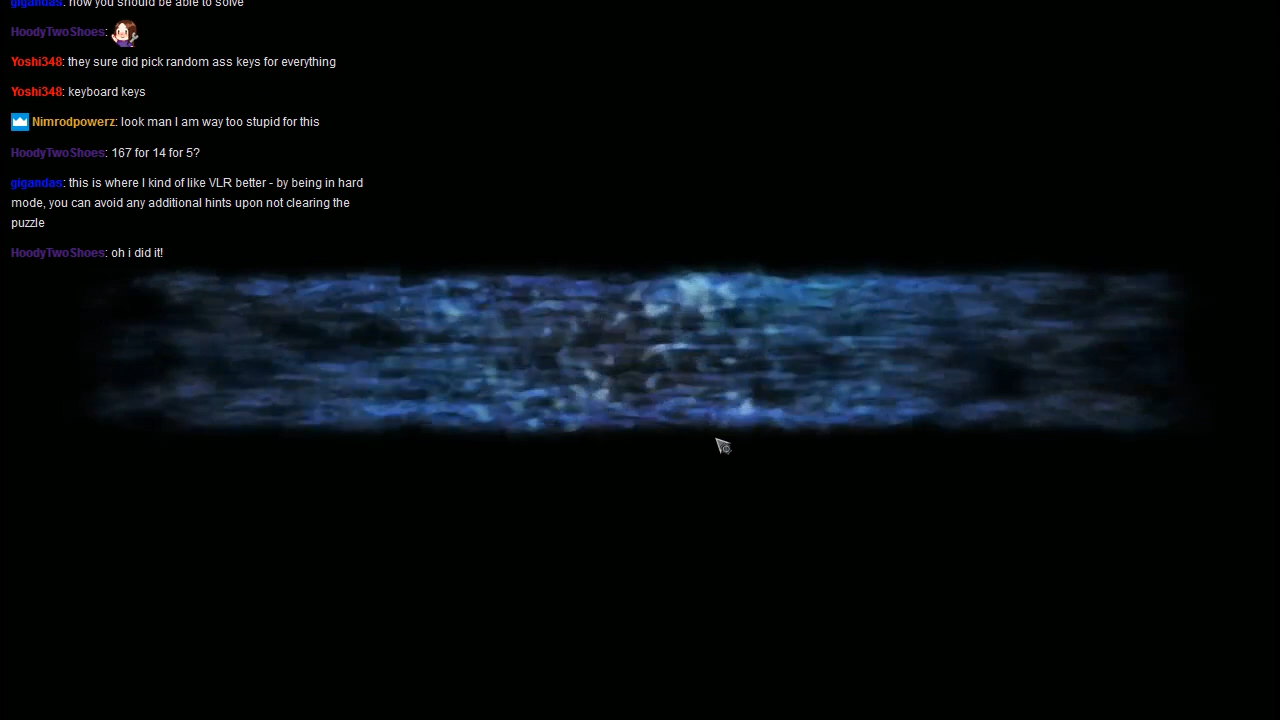 gigandas: now you should be able to solve
HoodyTwoShoes:
Yoshi348: they sure did pick random ass keys for everything
Yoshi348: keyboard keys
Nimrodpowerz: look man I am way too stupid for this
HoodyTwoShoes: 167 for 14 for 5?
gigandas: this is where I kind of like VLR better - by being in hard
mode, you can avoid any additional hints upon not clearing the
puzzle
HoodyTwoShoes: oh i did it!